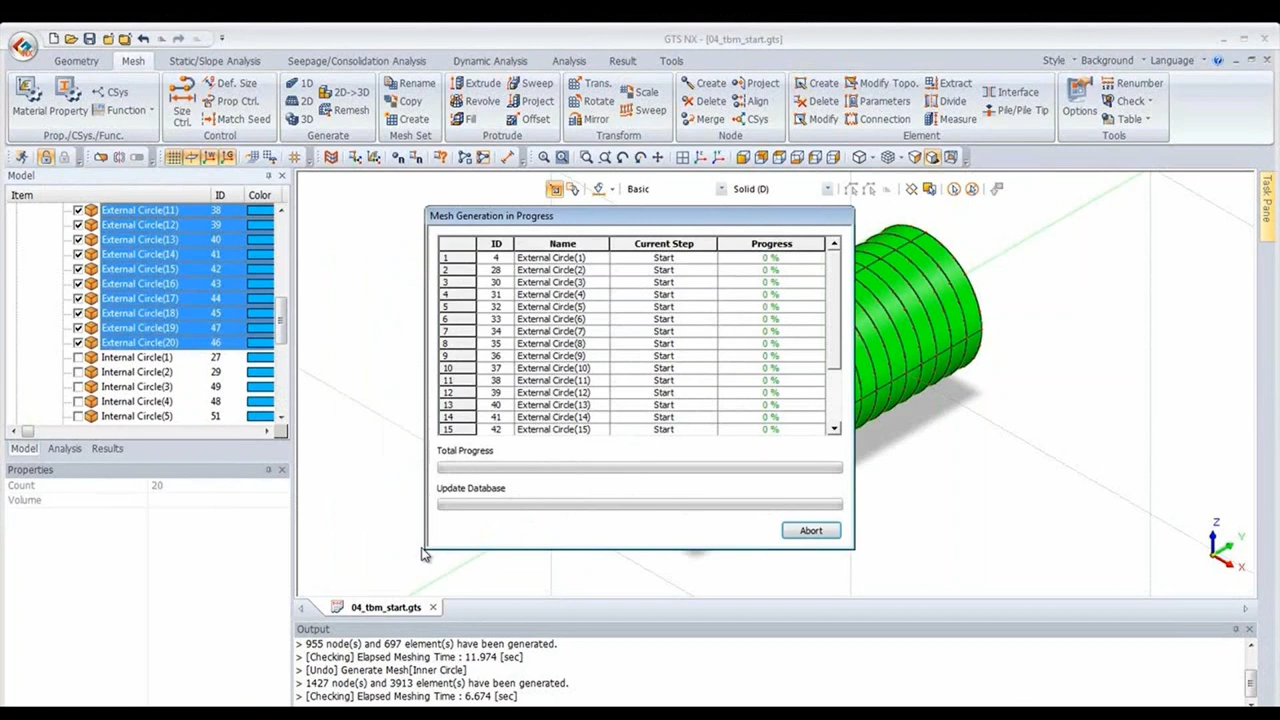 GTS NX - [04_tbm_start.gts]
Geometry Mesh Static/Slope Analysis Seepage/Consolidation Analysis Dynamic Analysis Analysis Result Tools Style Background Language
Material Property CSys Function
Prop./CSys./Func.
Size Ctrl. Def. Size Prop Ctrl. Match Seed
Control
1D 2D 3D 2D->3D Remesh
Generate
Rename Copy Create
Mesh Set
Extrude Revolve Fill Sweep Project Offset
Protrude
Trans. Rotate Mirror Scale Sweep
Transform
Create Delete Merge Project Align CSys
Node
Create Delete Modify Modify Topo. Parameters Connection Extract Divide Measure Interface Pile/Pile Tip
Element
Options Renumber Check Table
Tools
Model
Item ID Color
External Circle(11) 38
External Circle(12) 39
External Circle(13) 40
External Circle(14) 41
External Circle(15) 42
External Circle(16) 43
External Circle(17) 44
External Circle(18) 45
External Circle(19) 47
External Circle(20) 46
Internal Circle(1) 27
Internal Circle(2) 29
Internal Circle(3) 49
Internal Circle(4) 48
Internal Circle(5) 51
Model Analysis Results
Properties
Count 20
Volume
Basic Solid (D)
Task Pane
Mesh Generation in Progress
ID Name Current Step Progress
1 4 External Circle(1) Start 0 %
2 28 External Circle(2) Start 0 %
3 30 External Circle(3) Start 0 %
4 31 External Circle(4) Start 0 %
5 32 External Circle(5) Start 0 %
6 33 External Circle(6) Start 0 %
7 34 External Circle(7) Start 0 %
8 35 External Circle(8) Start 0 %
9 36 External Circle(9) Start 0 %
10 37 External Circle(10) Start 0 %
11 38 External Circle(11) Start 0 %
12 39 External Circle(12) Start 0 %
13 40 External Circle(13) Start 0 %
14 41 External Circle(14) Start 0 %
15 42 External Circle(15) Start 0 %
Total Progress
Update Database
Abort
Z
Y
X
04_tbm_start.gts
Output
> 955 node(s) and 697 element(s) have been generated.
> [Checking] Elapsed Meshing Time : 11.974 [sec]
> [Undo] Generate Mesh[Inner Circle]
> 1427 node(s) and 3913 element(s) have been generated.
> [Checking] Elapsed Meshing Time : 6.674 [sec]